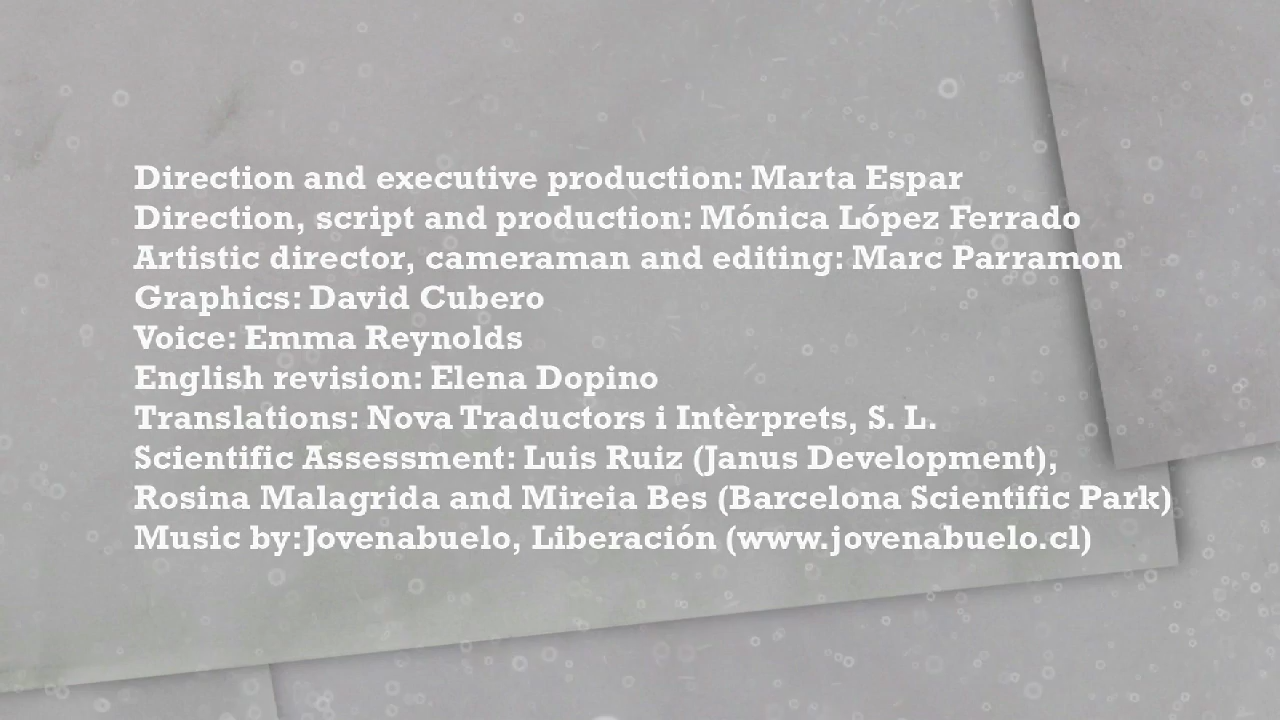 Direction and executive production: Marta Espar
Direction, script and production: Mónica López Ferrado
Artistic director, cameraman and editing: Marc Parramon
Graphics: David Cubero
Voice: Emma Reynolds
English revision: Elena Dopino
Translations: Nova Traductors i Intèrprets, S. L.
Scientific Assessment: Luis Ruiz (Janus Development),
Rosina Malagrida and Mireia Bes (Barcelona Scientific Park)
Music by:Jovenabuelo, Liberación (www.jovenabuelo.cl)